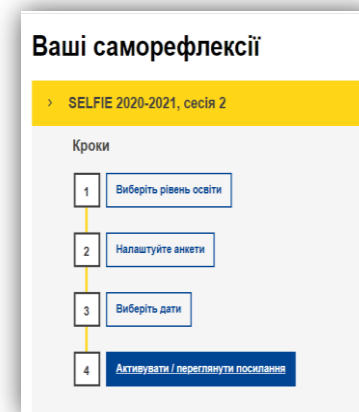 Ваші саморефлексії
› SELFIE 2020-2021, сесія 2
Кроки
1 Виберіть рівень освіти
2 Налаштуйте анкети
3 Виберіть дати
4 Активувати / переглянути посилання